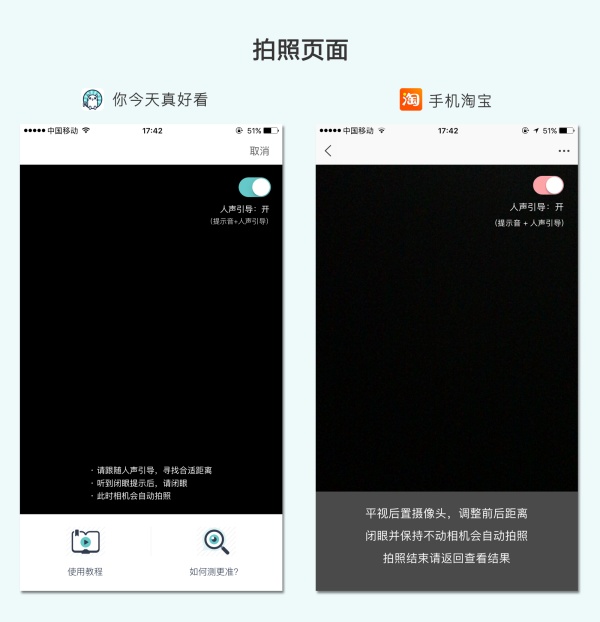 拍照页面
你今天真好看
淘 手机淘宝
中国移动 17:42 51%
取消
人声引导：开
(提示音+人声引导)
· 请跟随人声引导，寻找合适距离
· 听到闭眼提示后，请闭眼
· 此时相机会自动拍照
使用教程
如何测更准?
中国移动 17:42 51%
人声引导：开
(提示音 + 人声引导)
平视后置摄像头，调整前后距离
闭眼并保持不动相机会自动拍照
拍照结束请返回查看结果